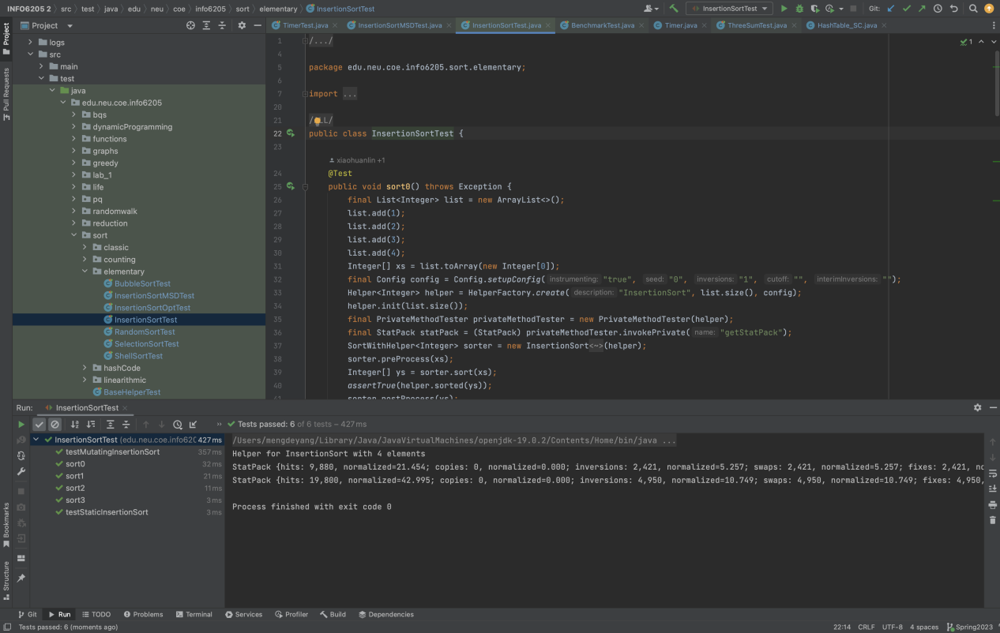 INFO6205 2 › src › test › java › edu › neu › coe › info6205 › sort › elementary › InsertionSortTest
InsertionSortTest
Git:
Project
TimerTest.java
InsertionSortMSDTest.java
InsertionSortTest.java
BenchmarkTest.java
Timer.java
ThreeSumTest.java
HashTable_SC.java
Project
Pull Requests
Bookmarks
Structure
logs
src
main
test
java
edu.neu.coe.info6205
bqs
dynamicProgramming
functions
graphs
greedy
lab_1
life
pq
randomwalk
reduction
sort
classic
counting
elementary
BubbleSortTest
InsertionSortMSDTest
InsertionSortOptTest
InsertionSortTest
RandomSortTest
SelectionSortTest
ShellSortTest
hashCode
linearithmic
BaseHelperTest
1
1 /.../
4
5 package edu.neu.coe.info6205.sort.elementary;
6
7 import ...
20
21
22 public class InsertionSortTest {
23
xiaohuanlin +1
24 @Test
25 public void sort0() throws Exception {
26 final List<Integer> list = new ArrayList<>();
27 list.add(1);
28 list.add(2);
29 list.add(3);
30 list.add(4);
31 Integer[] xs = list.toArray(new Integer[0]);
32 final Config config = Config.setupConfig( instrumenting: "true", seed: "0", inversions: "1", cutoff: "", interimInversions: "");
33 Helper<Integer> helper = HelperFactory.create( description: "InsertionSort", list.size(), config);
34 helper.init(list.size());
35 final PrivateMethodTester privateMethodTester = new PrivateMethodTester(helper);
36 final StatPack statPack = (StatPack) privateMethodTester.invokePrivate( name: "getStatPack");
37 SortWithHelper<Integer> sorter = new InsertionSort<~>(helper);
38 sorter.preProcess(xs);
39 Integer[] ys = sorter.sort(xs);
40 assertTrue(helper.sorted(ys));
41 sorter.postProcess(ys);
Run: InsertionSortTest
Tests passed: 6 of 6 tests – 427 ms
InsertionSortTest (edu.neu.coe.info620 427 ms
testMutatingInsertionSort 357 ms
sort0 32 ms
sort1 21 ms
sort2 11 ms
sort3 3 ms
testStaticInsertionSort 3 ms
/Users/mengdeyang/Library/Java/JavaVirtualMachines/openjdk-19.0.2/Contents/Home/bin/java ...
Helper for InsertionSort with 4 elements
StatPack {hits: 9,880, normalized=21.454; copies: 0, normalized=0.000; inversions: 2,421, normalized=5.257; swaps: 2,421, normalized=5.257; fixes: 2,421, no
StatPack {hits: 19,800, normalized=42.995; copies: 0, normalized=0.000; inversions: 4,950, normalized=10.749; swaps: 4,950, normalized=10.749; fixes: 4,950,
Process finished with exit code 0
Git
Run
TODO
Problems
Terminal
Services
Profiler
Build
Dependencies
Tests passed: 6 (moments ago)
22:14 CRLF UTF-8 4 spaces Spring2023